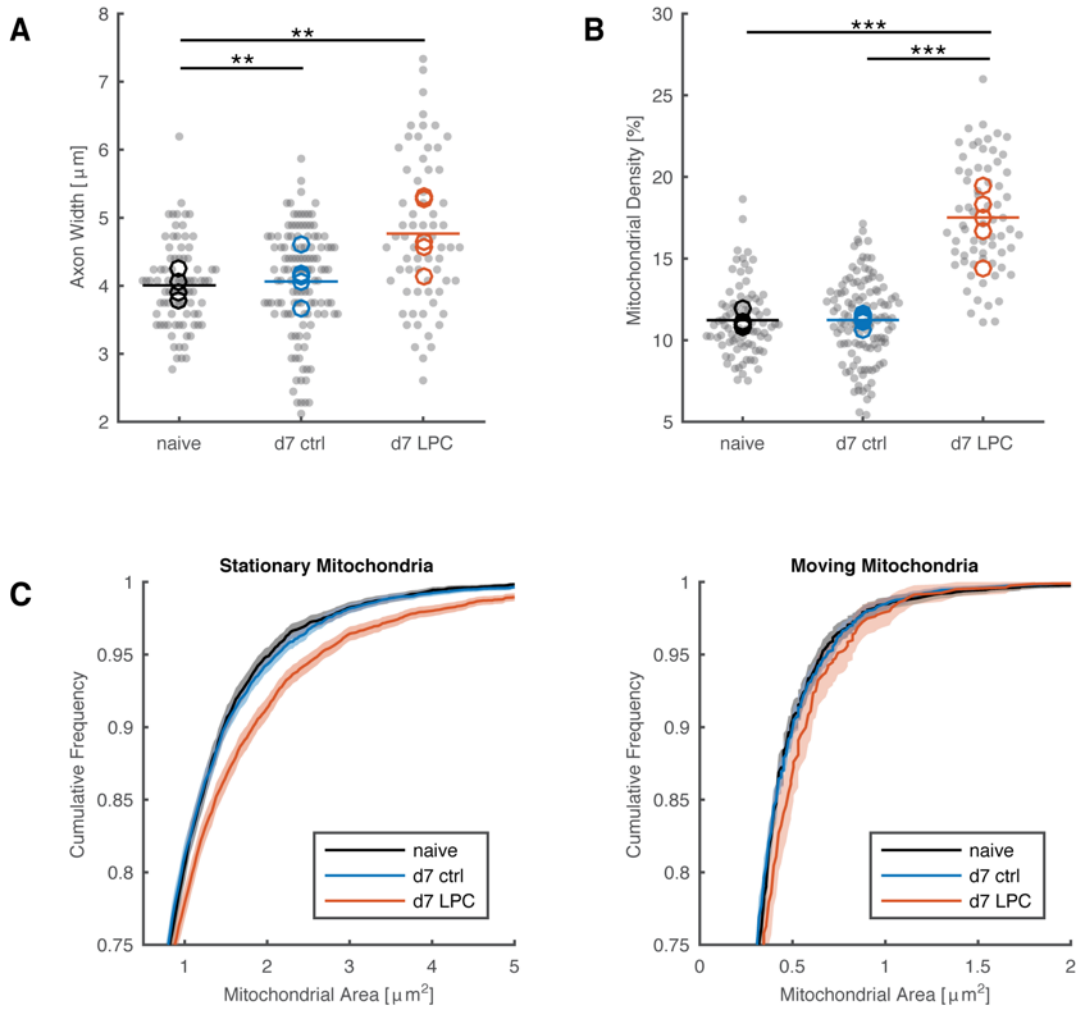 A
Axon Width [μm]
8
7
6
5
4
3
2
**
**
naive
d7 ctrl
d7 LPC
B
Mitochondrial Density [%]
30
25
20
15
10
5
***
***
naive
d7 ctrl
d7 LPC
C
Stationary Mitochondria
Cumulative Frequency
1
0.95
0.9
0.85
0.8
0.75
naive
d7 ctrl
d7 LPC
1
2
3
4
5
Mitochondrial Area [μm²]
Moving Mitochondria
Cumulative Frequency
1
0.95
0.9
0.85
0.8
0.75
naive
d7 ctrl
d7 LPC
0
0.5
1
1.5
2
Mitochondrial Area [μm²]